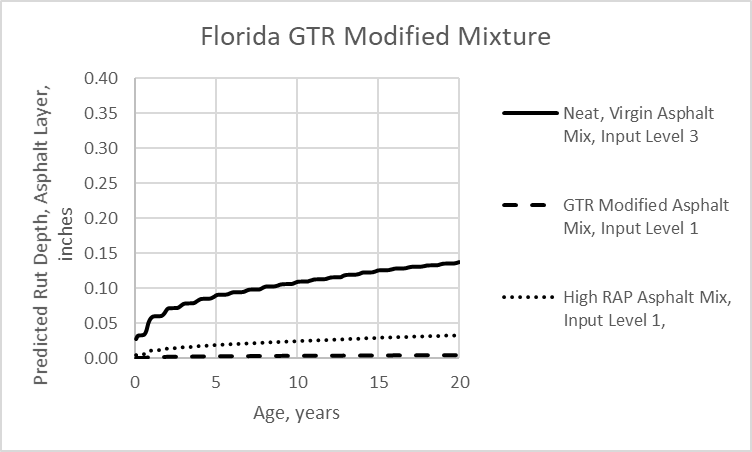 Florida GTR Modified Mixture
Predicted Rut Depth, Asphalt Layer,
inches
0.40
0.35
0.30
0.25
0.20
0.15
0.10
0.05
0.00
0 5 10 15 20
Age, years
Neat, Virgin Asphalt
Mix, Input Level 3
GTR Modified Asphalt
Mix, Input Level 1
High RAP Asphalt Mix,
Input Level 1,